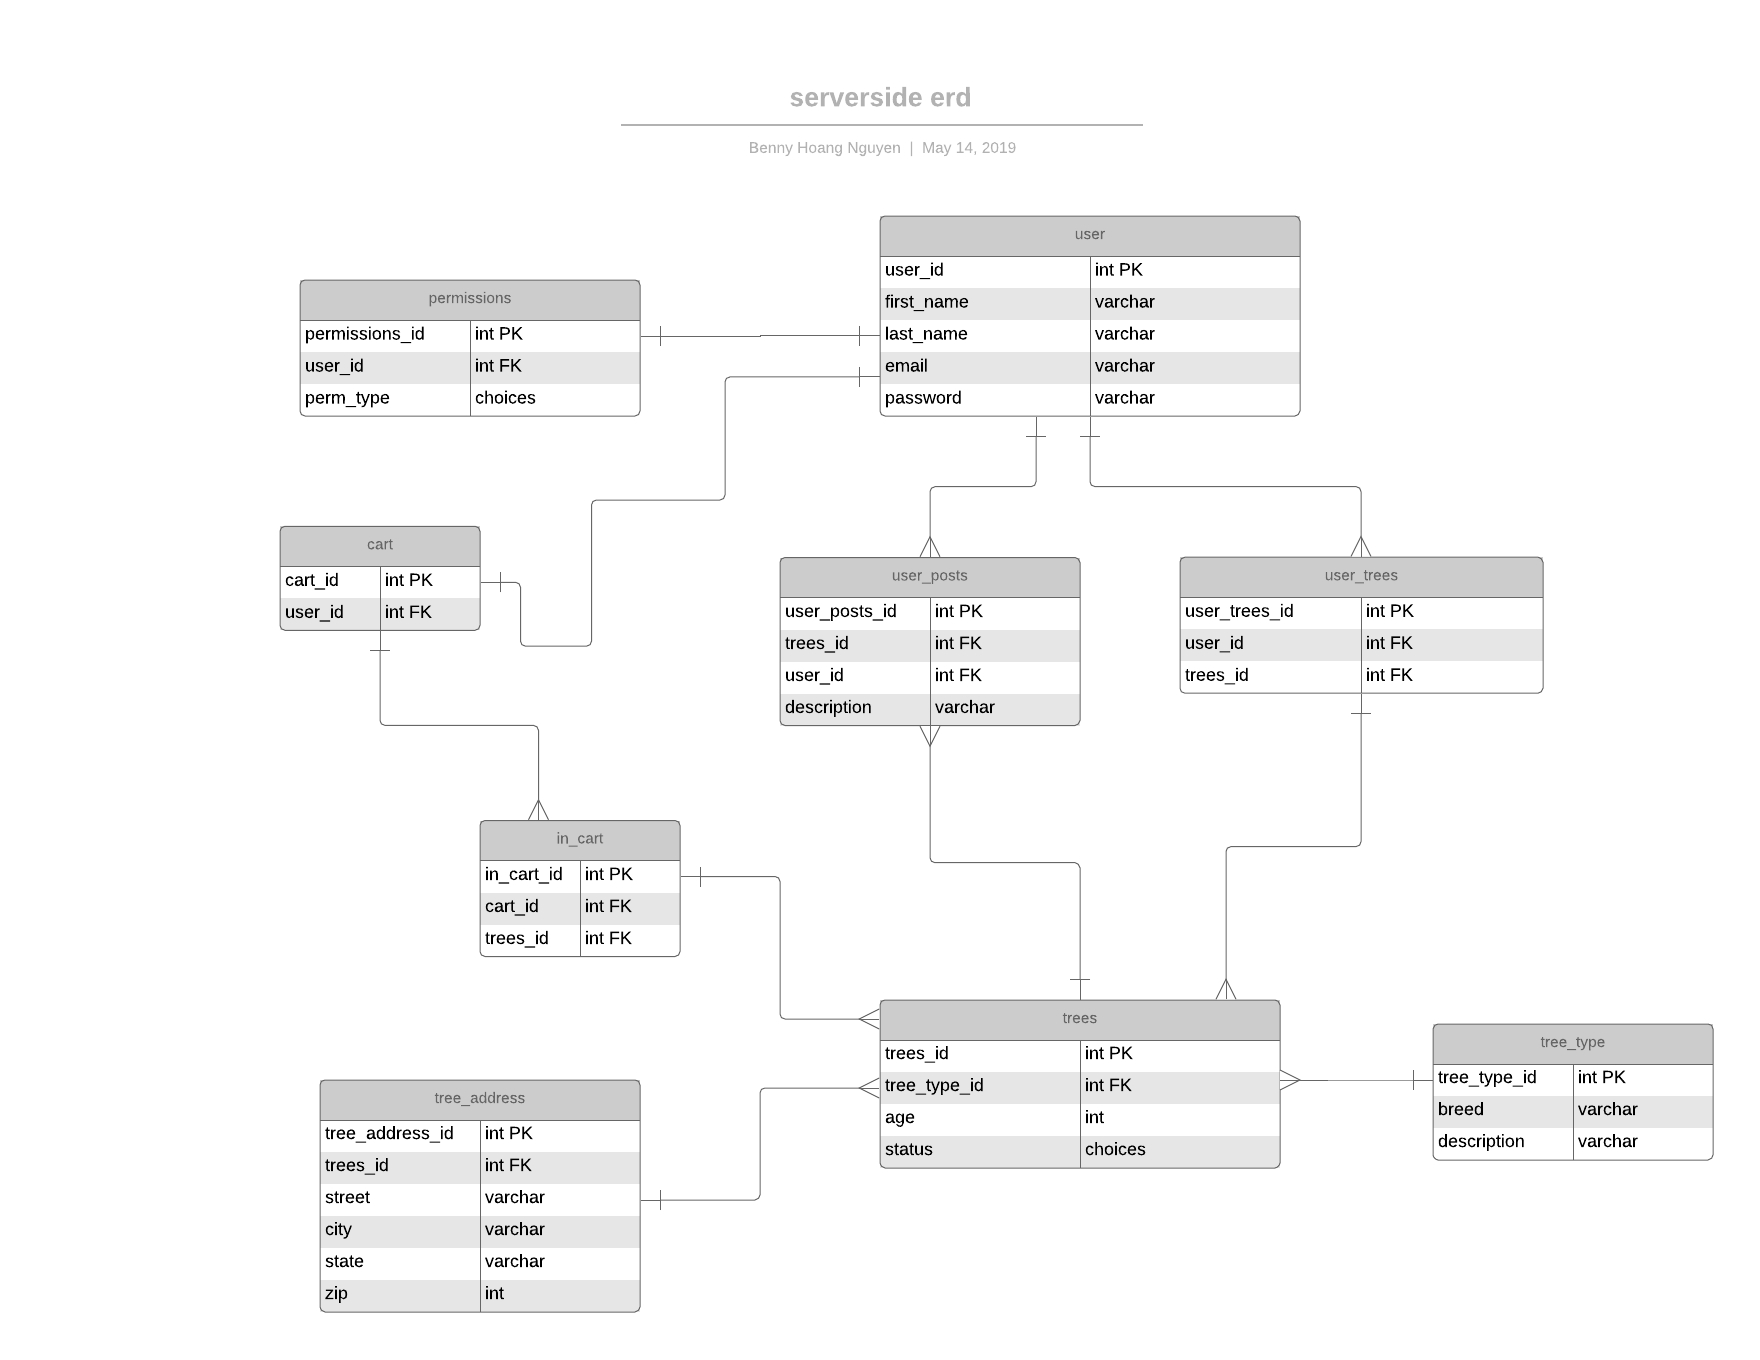 serverside erd
Benny Hoang Nguyen | May 14, 2019
user
user_id int PK
first_name varchar
last_name varchar
email varchar
password varchar
permissions
permissions_id int PK
user_id int FK
perm_type choices
cart
cart_id int PK
user_id int FK
user_posts
user_posts_id int PK
trees_id int FK
user_id int FK
description varchar
user_trees
user_trees_id int PK
user_id int FK
trees_id int FK
in_cart
in_cart_id int PK
cart_id int FK
trees_id int FK
trees
trees_id int PK
tree_type_id int FK
age int
status choices
tree_type
tree_type_id int PK
breed varchar
description varchar
tree_address
tree_address_id int PK
trees_id int FK
street varchar
city varchar
state varchar
zip int